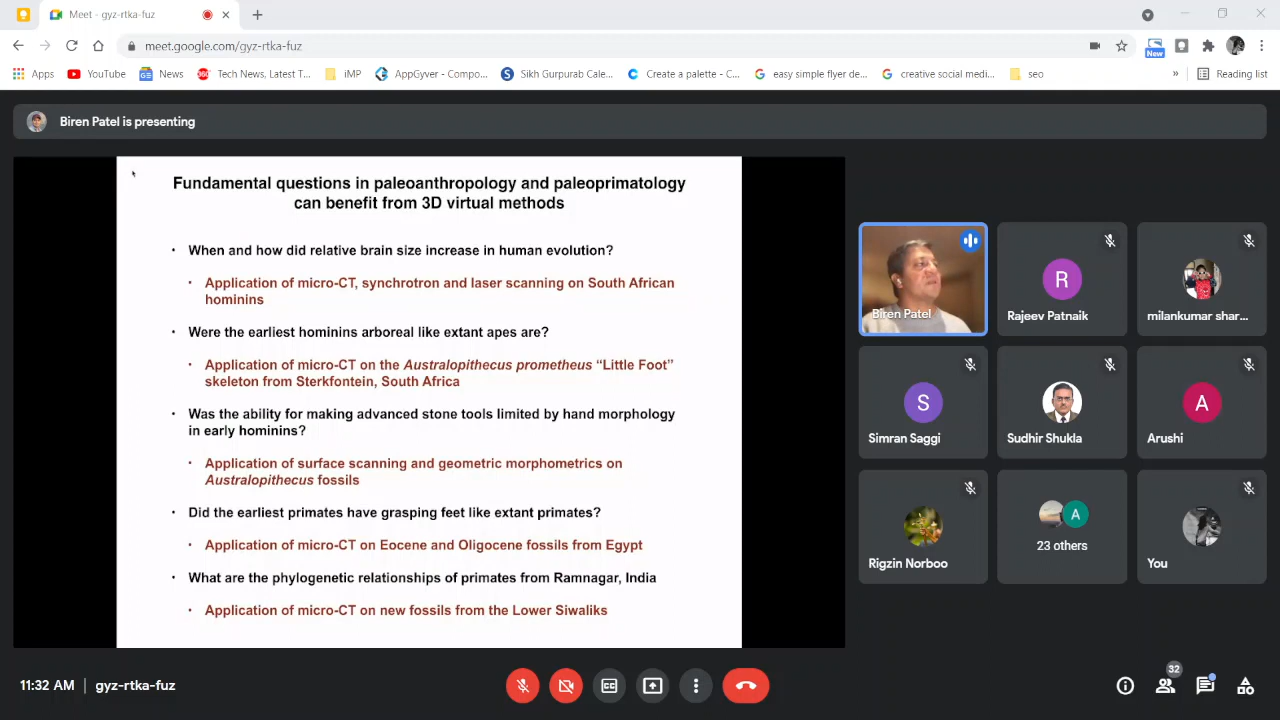 Meet - gyz-rtka-fuz
meet.google.com/gyz-rtka-fuz
New
Apps
YouTube
News
Tech News, Latest T...
iMP
AppGyver - Compo...
Sikh Gurpurab Cale...
Create a palette - C...
easy simple flyer de...
creative social medi...
seo
»
Reading list
Biren Patel is presenting
Fundamental questions in paleoanthropology and paleoprimatology
can benefit from 3D virtual methods
• When and how did relative brain size increase in human evolution?
• Application of micro-CT, synchrotron and laser scanning on South African
hominins
• Were the earliest hominins arboreal like extant apes are?
• Application of micro-CT on the Australopithecus prometheus “Little Foot”
skeleton from Sterkfontein, South Africa
• Was the ability for making advanced stone tools limited by hand morphology
in early hominins?
• Application of surface scanning and geometric morphometrics on
Australopithecus fossils
• Did the earliest primates have grasping feet like extant primates?
• Application of micro-CT on Eocene and Oligocene fossils from Egypt
• What are the phylogenetic relationships of primates from Ramnagar, India
• Application of micro-CT on new fossils from the Lower Siwaliks
Biren Patel
R
Rajeev Patnaik
milankumar shar...
S
Simran Saggi
Sudhir Shukla
A
Arushi
Rigzin Norboo
A
23 others
You
11:32 AM | gyz-rtka-fuz
CC
32